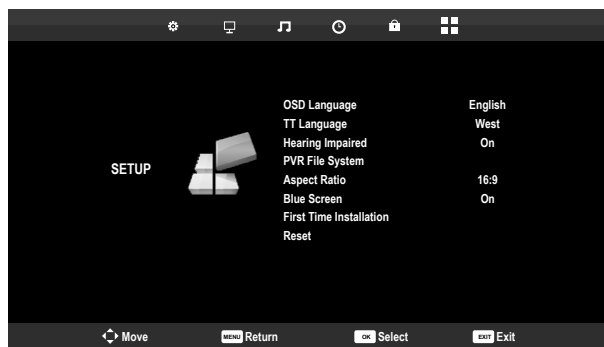 OSD Language English
TT Language West
Hearing Impaired On
PVR File System
SETUP
Aspect Ratio 16:9
Blue Screen On
First Time Installation
Reset
Move MENU Return OK Select EXIT Exit